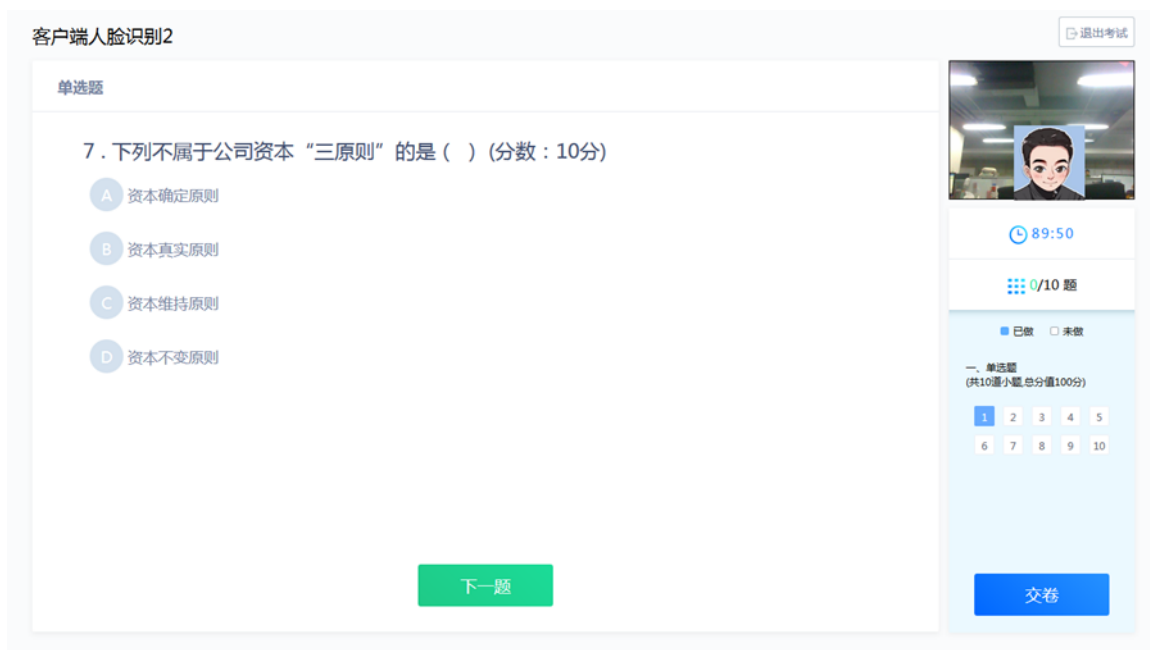 客户端人脸识别2
退出考试
单选题
7 . 下列不属于公司资本“三原则”的是 (   ) (分数：10分)
A 资本确定原则
B 资本真实原则
C 资本维持原则
D 资本不变原则
下一题
89:50
0/10 题
已做 未做
一、单选题
(共10道小题,总分值100分)
1 2 3 4 5
6 7 8 9 10
交卷